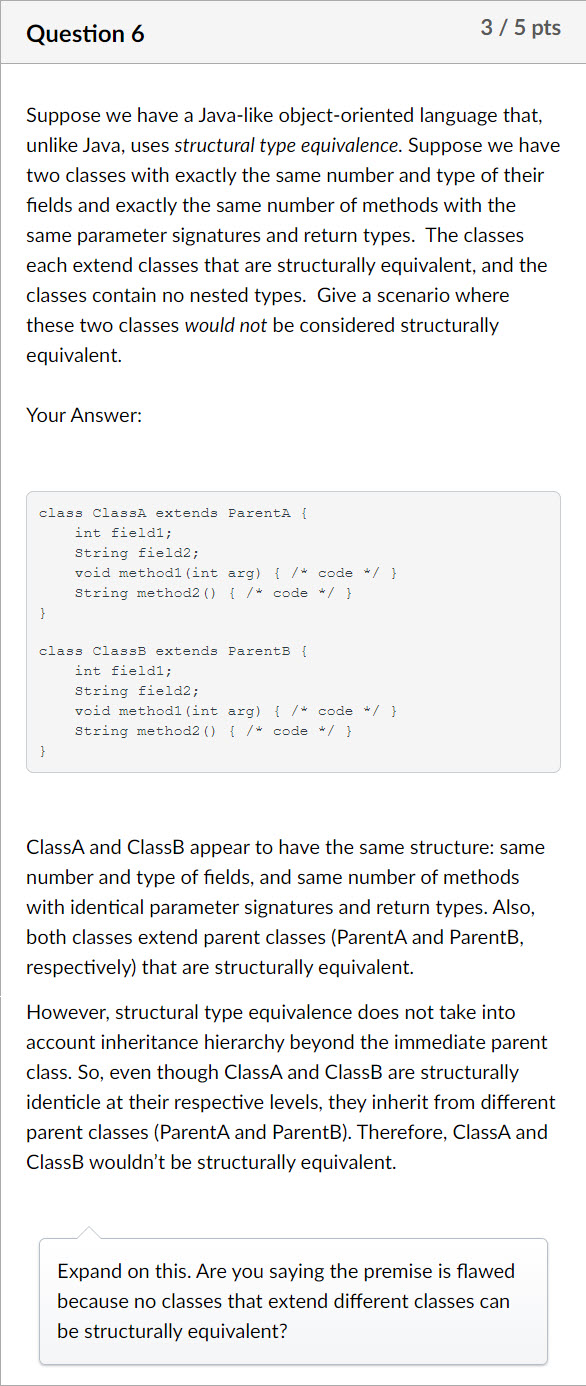 Question 6
3 / 5 pts
Suppose we have a Java-like object-oriented language that,
unlike Java, uses structural type equivalence. Suppose we have
two classes with exactly the same number and type of their
fields and exactly the same number of methods with the
same parameter signatures and return types.  The classes
each extend classes that are structurally equivalent, and the
classes contain no nested types.  Give a scenario where
these two classes would not be considered structurally
equivalent.
Your Answer:
class ClassA extends ParentA {
    int field1;
    String field2;
    void method1(int arg) { /* code */ }
    String method2() { /* code */ }
}
class ClassB extends ParentB {
    int field1;
    String field2;
    void method1(int arg) { /* code */ }
    String method2() { /* code */ }
}
ClassA and ClassB appear to have the same structure: same
number and type of fields, and same number of methods
with identical parameter signatures and return types. Also,
both classes extend parent classes (ParentA and ParentB,
respectively) that are structurally equivalent.
However, structural type equivalence does not take into
account inheritance hierarchy beyond the immediate parent
class. So, even though ClassA and ClassB are structurally
identicle at their respective levels, they inherit from different
parent classes (ParentA and ParentB). Therefore, ClassA and
ClassB wouldn't be structurally equivalent.
Expand on this. Are you saying the premise is flawed
because no classes that extend different classes can
be structurally equivalent?